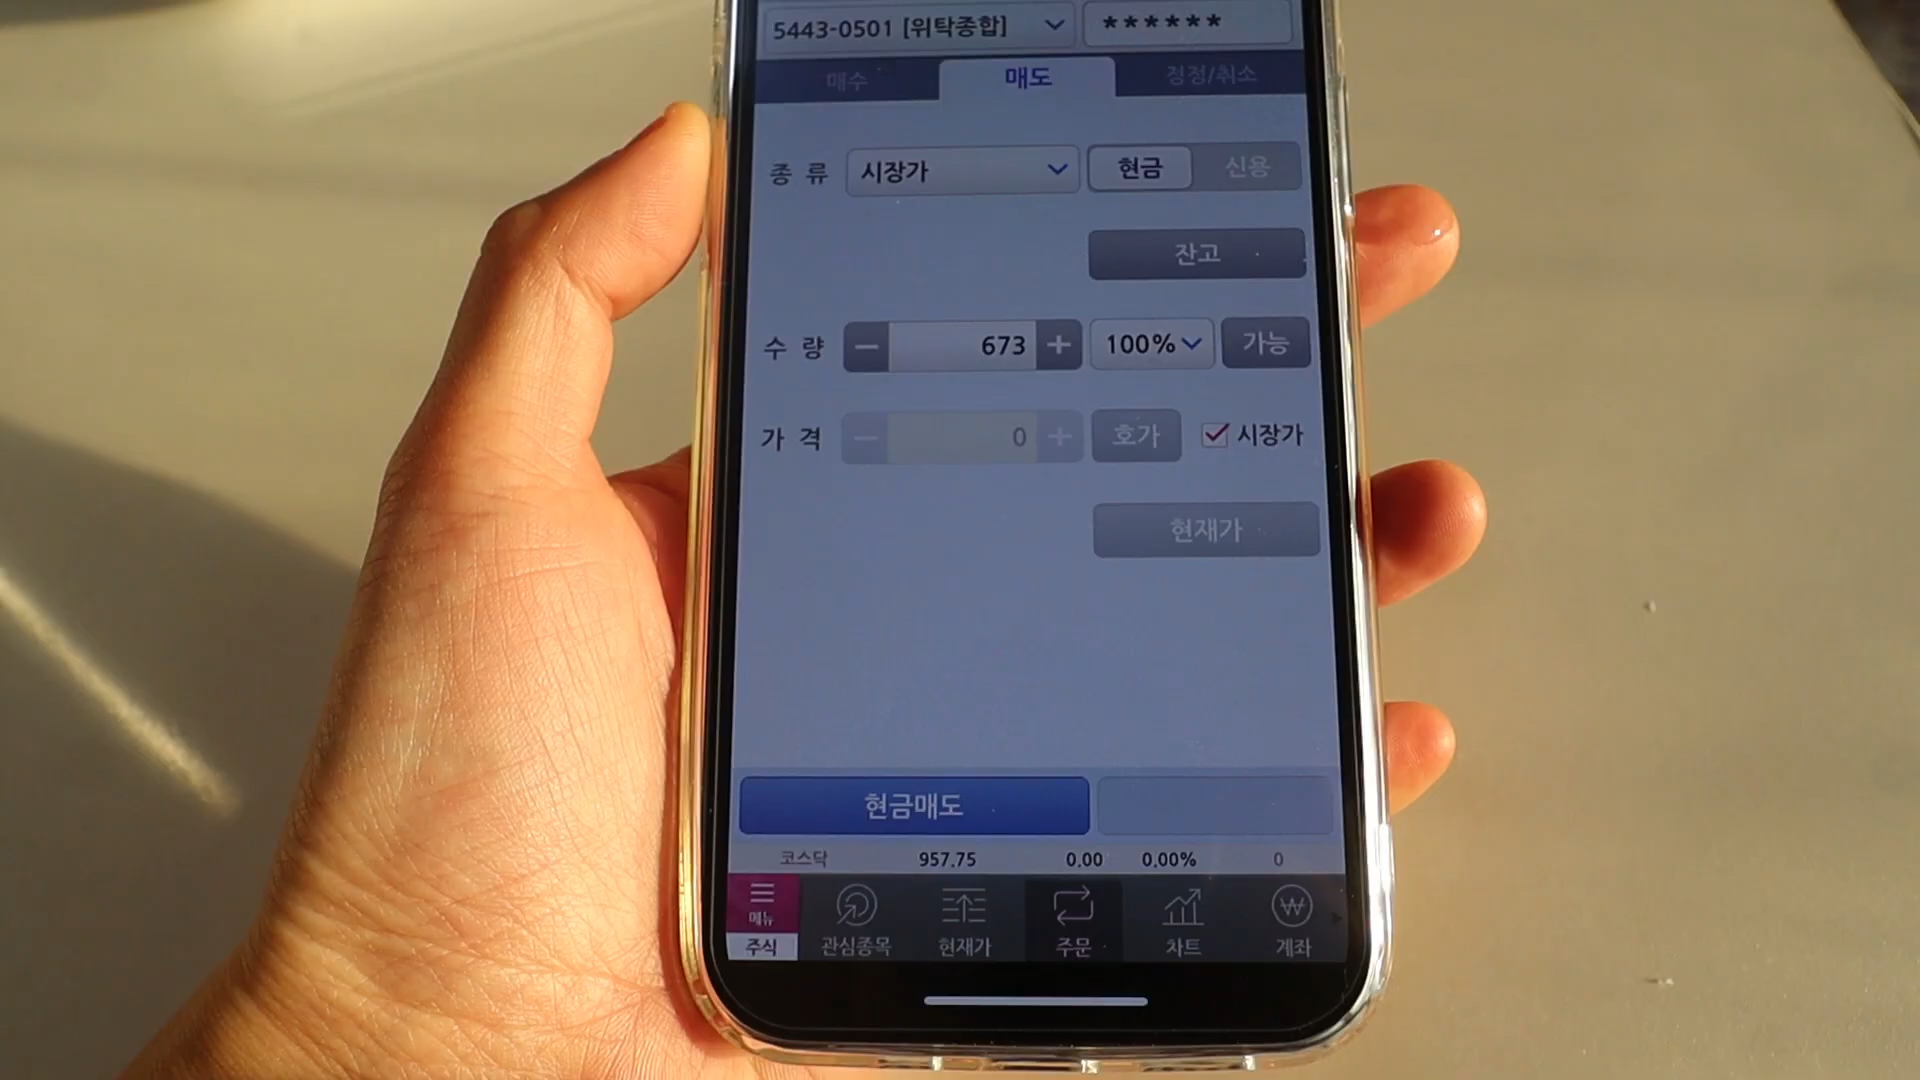 5443-0501 [위탁종합] ******
매수 매도 정정/취소
종 류 시장가 현금 신용
잔고
수 량 — 673 + 100% 가능
가 격 — 0 + 호가 시장가
현재가
현금매도
코스닥 957.75 0.00 0.00% 0
메뉴
주식 관심종목 현재가 주문 차트 계좌